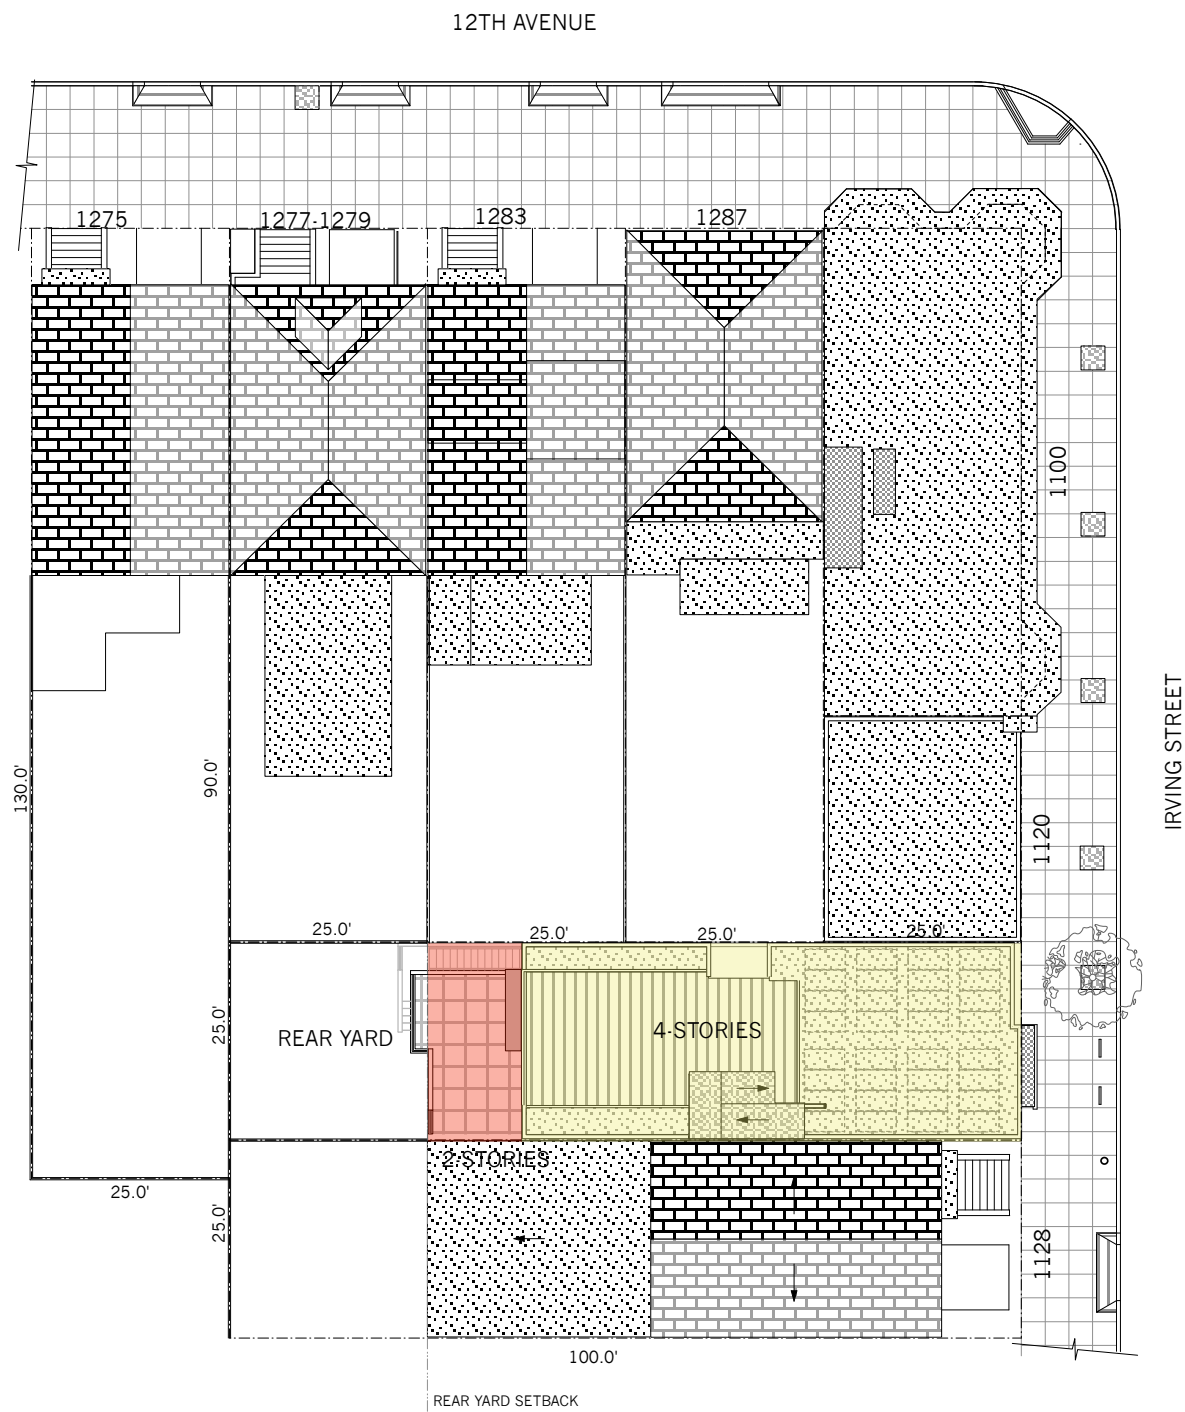 12TH AVENUE
1275
1277-1279
1283
1287
1100
IRVING STREET
130.0'
90.0'
1120
25.0'
25.0'
25.0'
25.0'
25.0'
REAR YARD
4-STORIES
2-STORIES
25.0'
25.0'
1128
100.0'
REAR YARD SETBACK